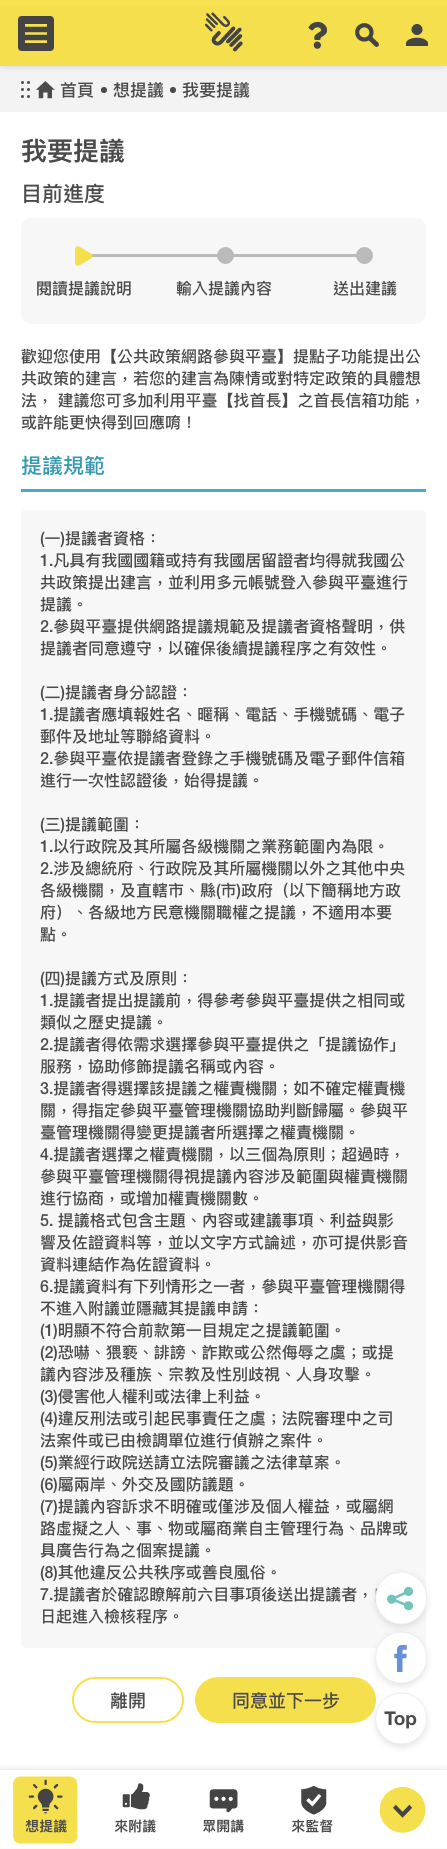 首頁 • 想提議 • 我要提議
我要提議
目前進度
閱讀提議說明
輸入提議內容
送出建議
歡迎您使用【公共政策網路參與平臺】提點子功能提出公
共政策的建言，若您的建言為陳情或對特定政策的具體想
法， 建議您可多加利用平臺【找首長】之首長信箱功能，
或許能更快得到回應唷！
提議規範
(一)提議者資格：
1.凡具有我國國籍或持有我國居留證者均得就我國公
共政策提出建言，並利用多元帳號登入參與平臺進行
提議。
2.參與平臺提供網路提議規範及提議者資格聲明，供
提議者同意遵守，以確保後續提議程序之有效性。
(二)提議者身分認證：
1.提議者應填報姓名、暱稱、電話、手機號碼、電子
郵件及地址等聯絡資料。
2.參與平臺依提議者登錄之手機號碼及電子郵件信箱
進行一次性認證後，始得提議。
(三)提議範圍：
1.以行政院及其所屬各級機關之業務範圍內為限。
2.涉及總統府、行政院及其所屬機關以外之其他中央
各級機關，及直轄市、縣(市)政府（以下簡稱地方政
府）、各級地方民意機關職權之提議，不適用本要
點。
(四)提議方式及原則：
1.提議者提出提議前，得參考參與平臺提供之相同或
類似之歷史提議。
2.提議者得依需求選擇參與平臺提供之「提議協作」
服務，協助修飾提議名稱或內容。
3.提議者得選擇該提議之權責機關；如不確定權責機
關，得指定參與平臺管理機關協助判斷歸屬。參與平
臺管理機關得變更提議者所選擇之權責機關。
4.提議者選擇之權責機關，以三個為原則；超過時，
參與平臺管理機關得視提議內容涉及範圍與權責機關
進行協商，或增加權責機關數。
5. 提議格式包含主題、內容或建議事項、利益與影
響及佐證資料等，並以文字方式論述，亦可提供影音
資料連結作為佐證資料。
6.提議資料有下列情形之一者，參與平臺管理機關得
不進入附議並隱藏其提議申請：
(1)明顯不符合前款第一目規定之提議範圍。
(2)恐嚇、猥褻、誹謗、詐欺或公然侮辱之虞；或提
議內容涉及種族、宗教及性別歧視、人身攻擊。
(3)侵害他人權利或法律上利益。
(4)違反刑法或引起民事責任之虞；法院審理中之司
法案件或已由檢調單位進行偵辦之案件。
(5)業經行政院送請立法院審議之法律草案。
(6)屬兩岸、外交及國防議題。
(7)提議內容訴求不明確或僅涉及個人權益，或屬網
路虛擬之人、事、物或屬商業自主管理行為、品牌或
具廣告行為之個案提議。
(8)其他違反公共秩序或善良風俗。
7.提議者於確認瞭解前六目事項後送出提議者，
日起進入檢核程序。
離開
同意並下一步
Top
想提議
來附議
眾開講
來監督